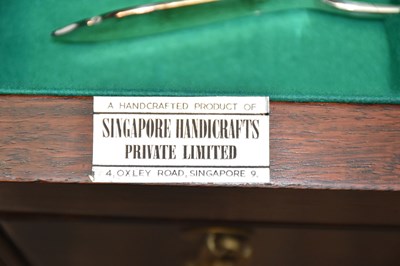 A HANDCRAFTED PRODUCT OF
SINGAPORE HANDICRAFTS
PRIVATE LIMITED
4, OXLEY ROAD, SINGAPORE 9.